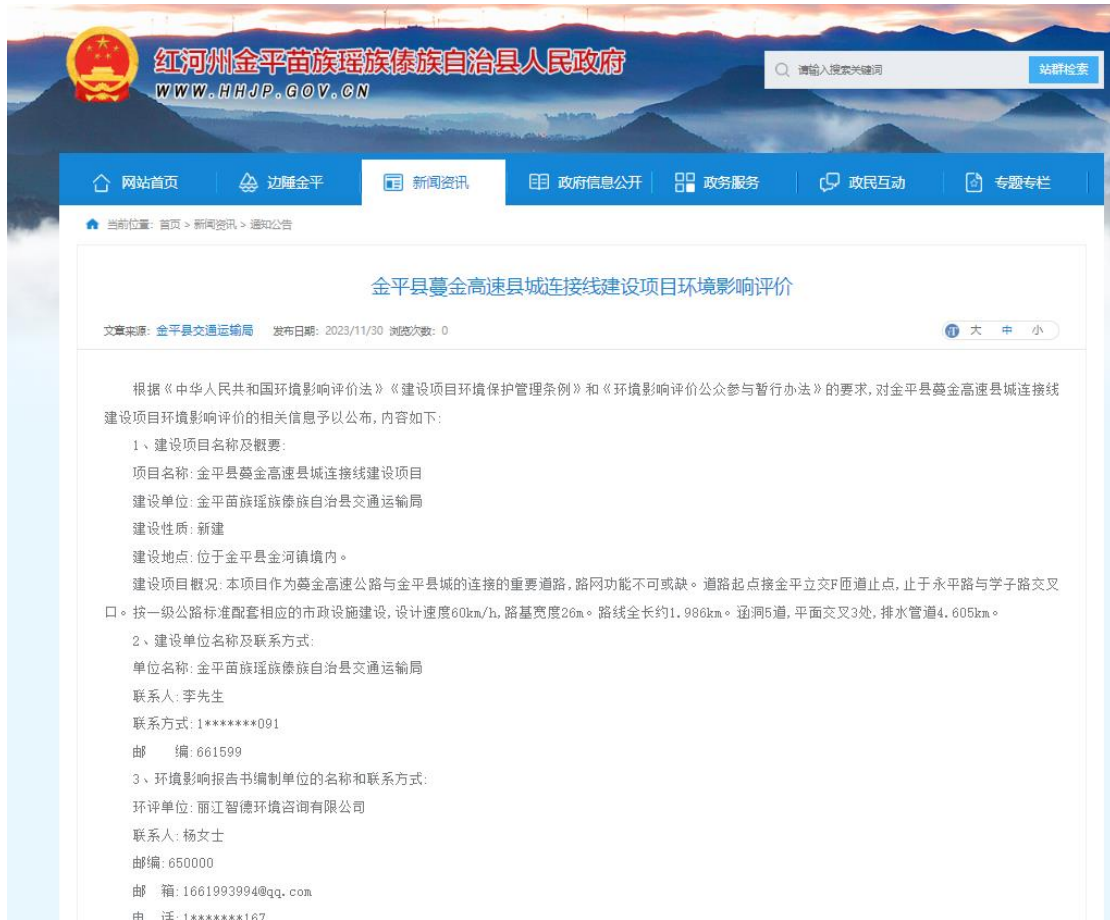 红河州金平苗族瑶族傣族自治县人民政府
WWW.HHJP.GOV.CN
请输入搜索关键词
站群检索
网站首页
边陲金平
新闻资讯
政府信息公开
政务服务
政民互动
专题专栏
当前位置: 首页 > 新闻资讯 > 通知公告
金平县蔓金高速县城连接线建设项目环境影响评价
文章来源: 金平县交通运输局 发布日期: 2023/11/30 浏览次数: 0
大 中 小
根据《中华人民共和国环境影响评价法》《建设项目环境保护管理条例》和《环境影响评价公众参与暂行办法》的要求,对金平县蔓金高速县城连接线
建设项目环境影响评价的相关信息予以公布,内容如下:
1、建设项目名称及概要:
项目名称:金平县蔓金高速县城连接线建设项目
建设单位:金平苗族瑶族傣族自治县交通运输局
建设性质:新建
建设地点:位于金平县金河镇境内。
建设项目概况:本项目作为蔓金高速公路与金平县城的连接的重要道路,路网功能不可或缺。道路起点接金平立交F匝道止点,止于永平路与学子路交叉
口。按一级公路标准配套相应的市政设施建设,设计速度60km/h,路基宽度26m。路线全长约1.986km。涵洞5道,平面交叉3处,排水管道4.605km。
2、建设单位名称及联系方式:
单位名称:金平苗族瑶族傣族自治县交通运输局
联系人:李先生
联系方式:1*******091
邮 编:661599
3、环境影响报告书编制单位的名称和联系方式:
环评单位:丽江智德环境咨询有限公司
联系人:杨女士
邮编:650000
邮 箱:1661993994@qq.com
电 话:1*******167